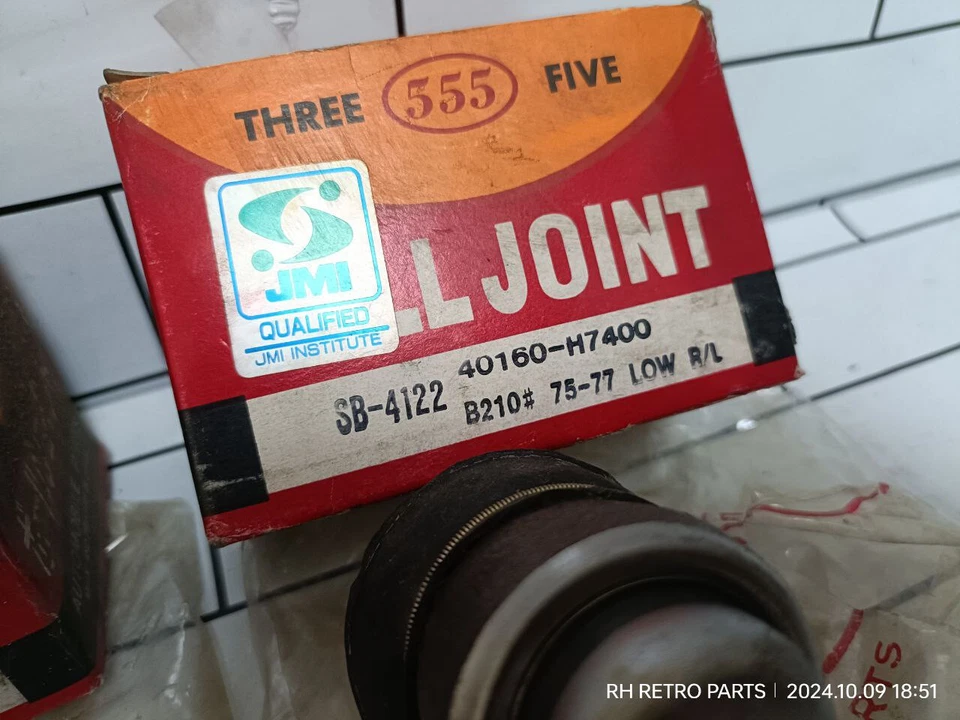 THREE 555 FIVE
LL JOINT
JMI
QUALIFIED
JMI INSTITUTE
SB-4122 40160-H7400
B210# 75-77 LOW R/L
RTS
RH RETRO PARTS | 2024.10.09 18:51